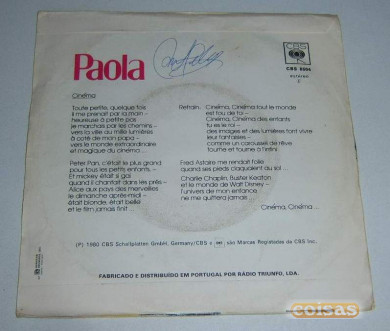 Paola
CBS
CBS 8564
ESTEREO
Cinéma
Toute petite, quelque fois
il me prenait par la main –
heureuse à petite pas
je marchais par les chemins –
vers la ville au mille lumières
à côté de mon papa –
vers le monde extraordinaire
et magique du cinéma ...
Peter Pan, c'était le plus grand
pour tous les petits enfants, –
Et mickey était si gai
quand il chantait dans les prés –
Alice aux pays des merveilles
le dimanche après-midi –
était blonde, était belle
et le film jamais finit ...
Refrain: Cinéma, Cinéma tout le monde
est fou de toi –
Cinéma, Cinéma des enfants
tu es le roi –
des images et des lumières font vivre
leur fantaisies –
comme un carousel de rêve
tourne et tourne à l'infini
Fred Astaire me rendait folle
quand ses pieds claquaient au sol ...
Charlie Chaplin, Buster Keaton
et le monde de Walt Disney –
l'univers de mon enfance
ne me quittera jamais ...
Cinéma, Cinéma ...
(P) 1980 CBS Schallplatten GmbH, Germany/CBS e são Marcas Registadas de CBS Inc.
FABRICADO E DISTRIBUÍDO EM PORTUGAL POR RÁDIO TRIUNFO, LDA.
coisas